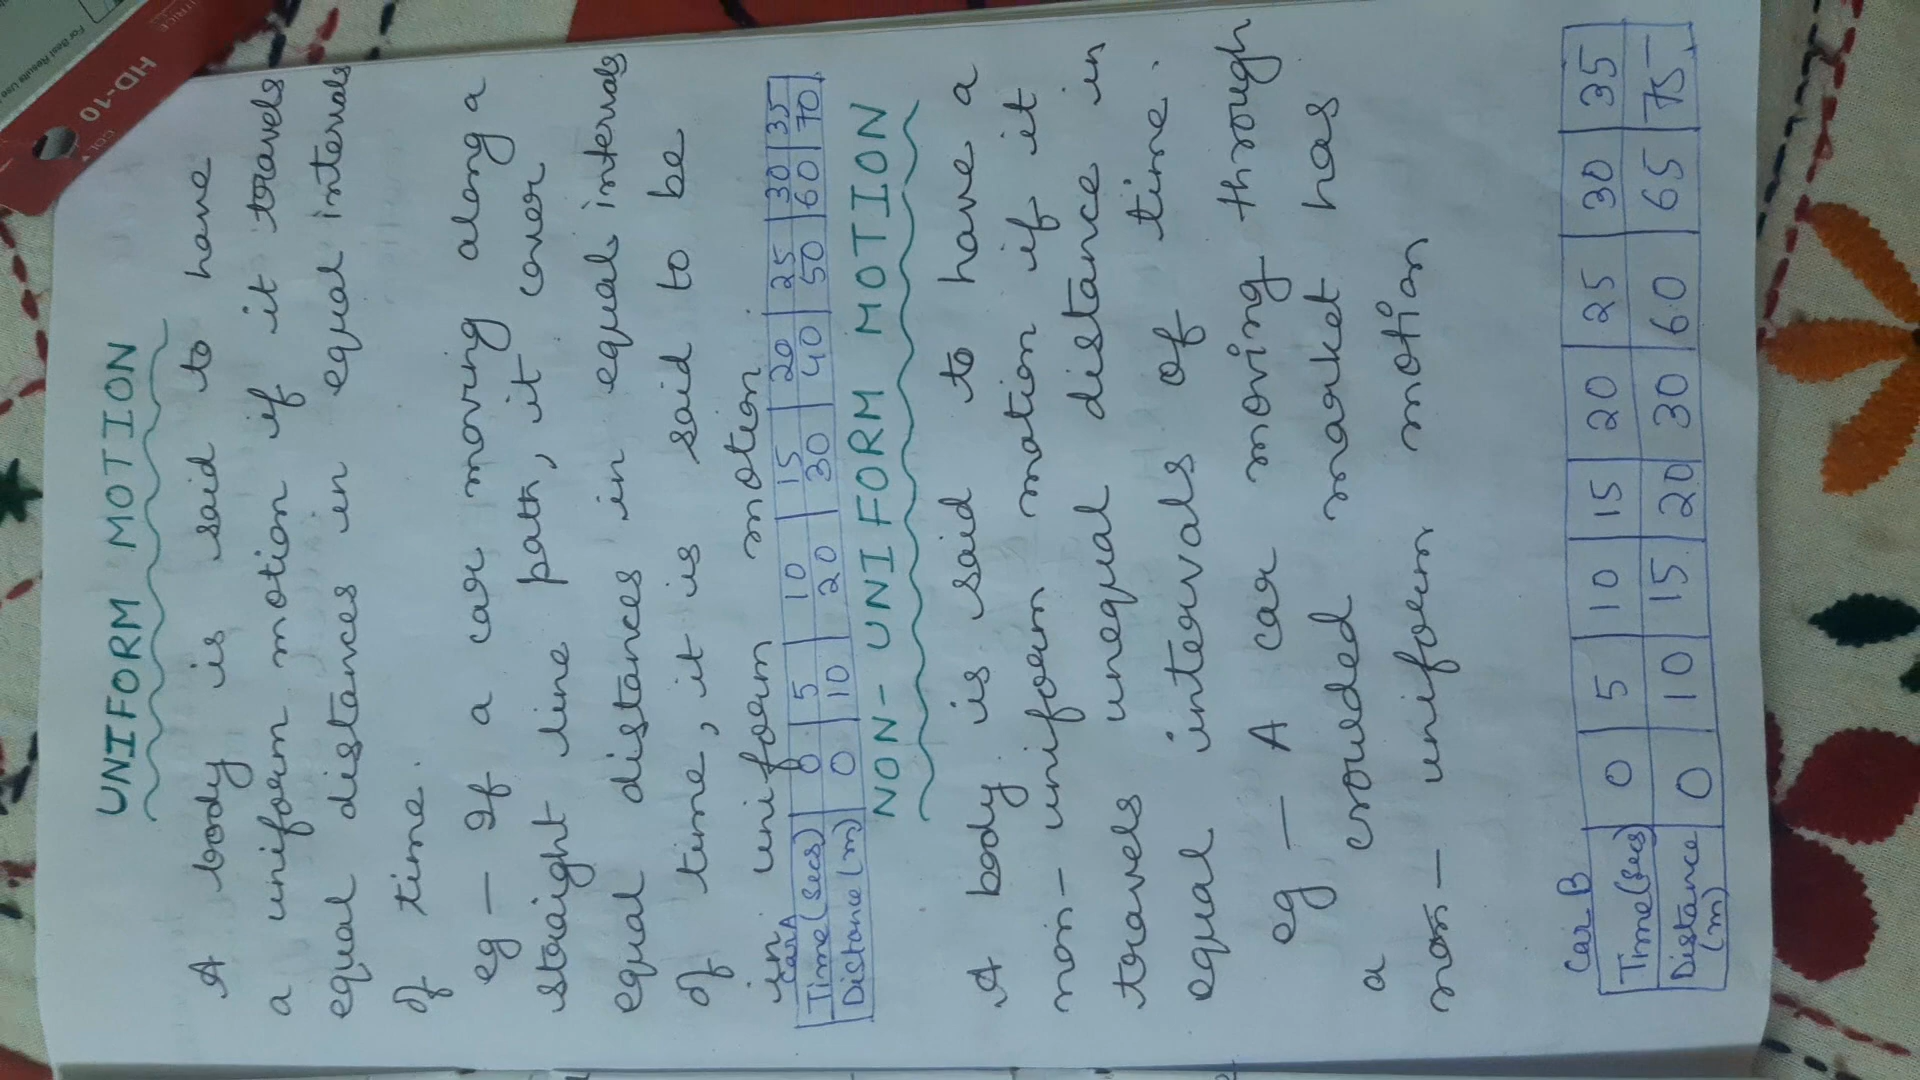 UNIFORM MOTION
A body is said to have
a uniform motion if it travels
equal distances in equal intervals
of time.
eg - If a car moving along a
straight line path, it cover
equal distances in equal intervals
of time, it is said to be
in uniform motion.
Car A
Time (secs) | 0 | 5 | 10 | 15 | 20 | 25 | 30 | 35
Distance (m) | 0 | 10 | 20 | 30 | 40 | 50 | 60 | 70
NON-UNIFORM MOTION
A body is said to have a
non-uniform motion if it
travels unequal distance in
equal intervals of time.
eg - A car moving through
a crouded market has
non-uniform motion
Car B
Time (secs) | 0 | 5 | 10 | 15 | 20 | 25 | 30 | 35
Distance (m) | 0 | 10 | 15 | 20 | 30 | 60 | 65 | 75
HD-10
For Best Results Use